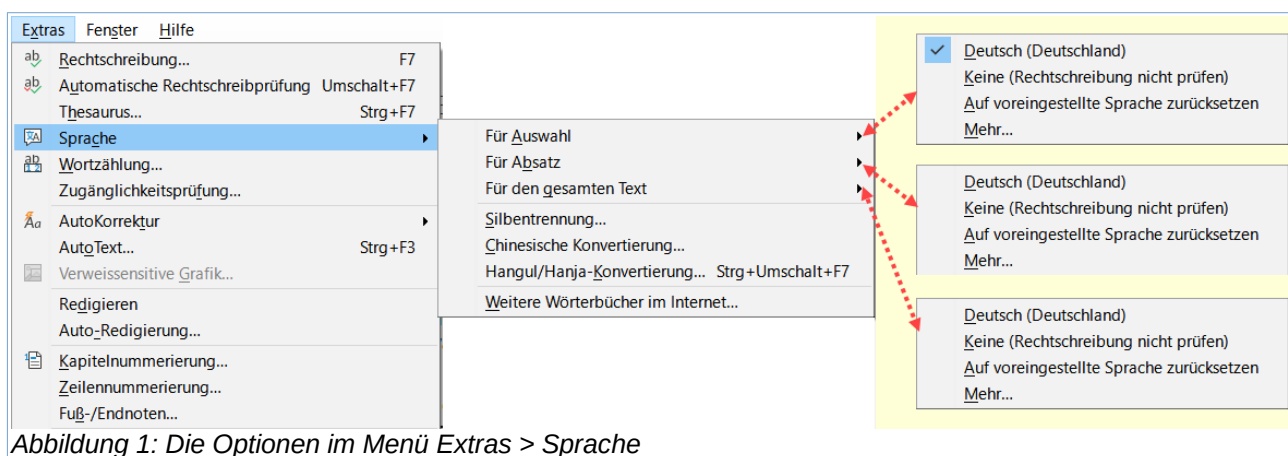 Extras Fenster Hilfe
Rechtschreibung... F7
Automatische Rechtschreibprüfung Umschalt+F7
Thesaurus... Strg+F7
Sprache
Wortzählung...
Zugänglichkeitsprüfung...
AutoKorrektur
AutoText... Strg+F3
Verweissensitive Grafik...
Redigieren
Auto-Redigierung...
Kapitelnummerierung...
Zeilennummerierung...
Fuß-/Endnoten...
Für Auswahl
Für Absatz
Für den gesamten Text
Silbentrennung...
Chinesische Konvertierung...
Hangul/Hanja-Konvertierung... Strg+Umschalt+F7
Weitere Wörterbücher im Internet...
Deutsch (Deutschland)
Keine (Rechtschreibung nicht prüfen)
Auf voreingestellte Sprache zurücksetzen
Mehr...
Deutsch (Deutschland)
Keine (Rechtschreibung nicht prüfen)
Auf voreingestellte Sprache zurücksetzen
Mehr...
Deutsch (Deutschland)
Keine (Rechtschreibung nicht prüfen)
Auf voreingestellte Sprache zurücksetzen
Mehr...
Abbildung 1: Die Optionen im Menü Extras > Sprache